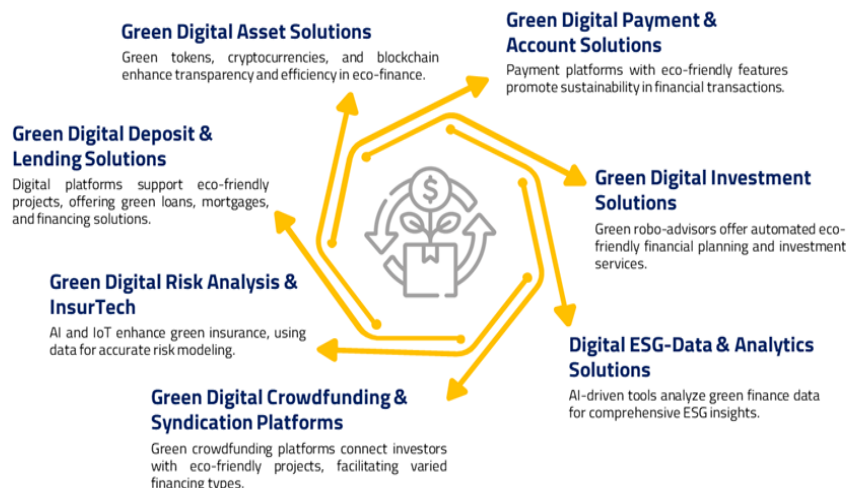 Green Digital Asset Solutions
Green tokens, cryptocurrencies, and blockchain
enhance transparency and efficiency in eco-finance.
Green Digital Payment &
Account Solutions
Payment platforms with eco-friendly features
promote sustainability in financial transactions.
Green Digital Deposit &
Lending Solutions
Digital platforms support eco-friendly
projects, offering green loans, mortgages,
and financing solutions.
$
Green Digital Investment
Solutions
Green robo-advisors offer automated eco-
friendly financial planning and investment
services.
Green Digital Risk Analysis &
InsurTech
AI and IoT enhance green insurance, using
data for accurate risk modeling.
Digital ESG-Data & Analytics
Solutions
AI-driven tools analyze green finance data
for comprehensive ESG insights.
Green Digital Crowdfunding &
Syndication Platforms
Green crowdfunding platforms connect investors
with eco-friendly projects, facilitating varied
financing types.